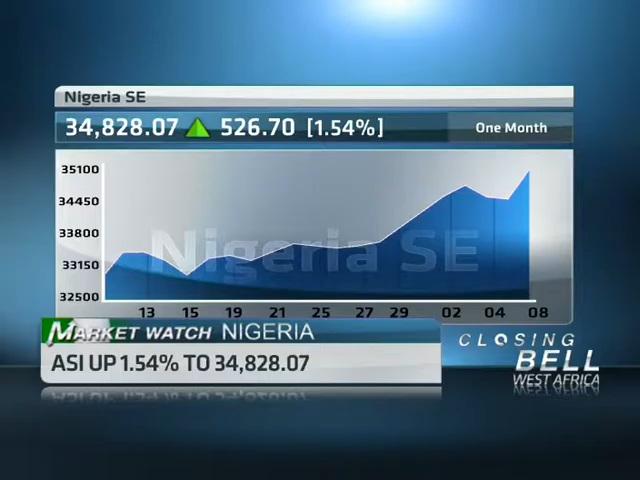 Nigeria SE
34,828.07 526.70 [1.54%] One Month
35100
34450
33800
33150
32500
Nigeria SE
13 15 19 21 25 27 29 02 04 08
MARKET WATCH NIGERIA
ASI UP 1.54% TO 34,828.07
CLOSING
BELL
WEST AFRICA